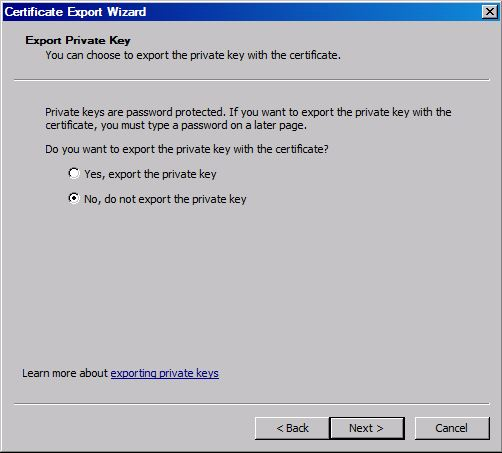 Certificate Export Wizard
Export Private Key
You can choose to export the private key with the certificate.
Private keys are password protected. If you want to export the private key with the
certificate, you must type a password on a later page.
Do you want to export the private key with the certificate?
Yes, export the private key
No, do not export the private key
Learn more about exporting private keys
< Back
Next >
Cancel